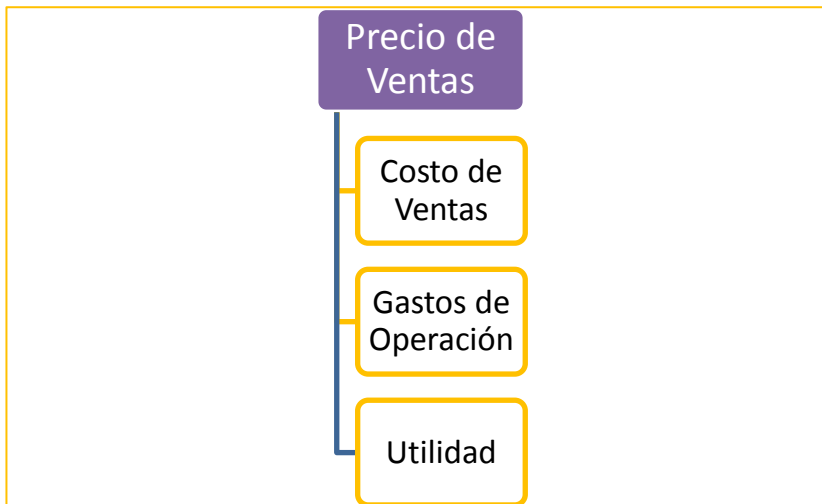 Precio de
Ventas
Costo de
Ventas
Gastos de
Operación
Utilidad